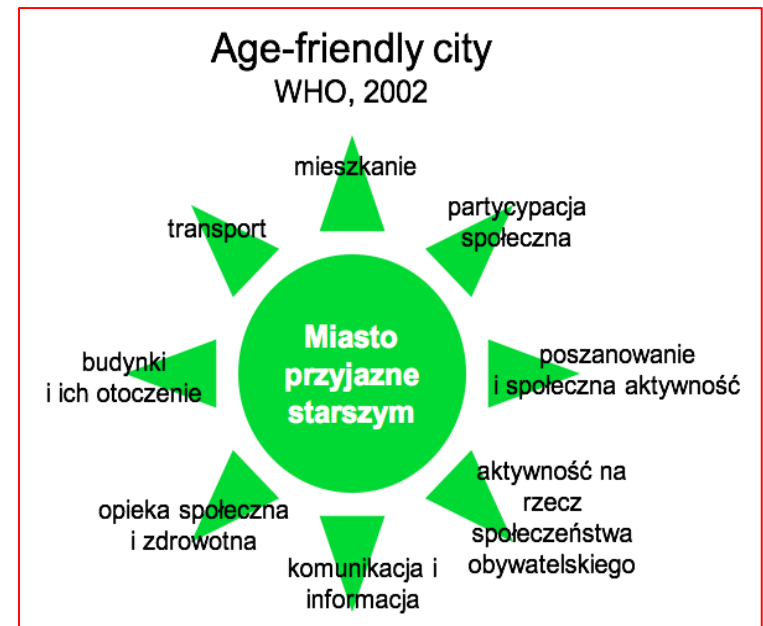 Age-friendly city
WHO, 2002
mieszkanie
partycypacja
społeczna
transport
poszanowanie
i społeczna aktywność
budynki
i ich otoczenie
Miasto
przyjazne
starszym
aktywność na
rzecz
społeczeństwa
obywatelskiego
opieka społeczna
i zdrowotna
komunikacja i
informacja